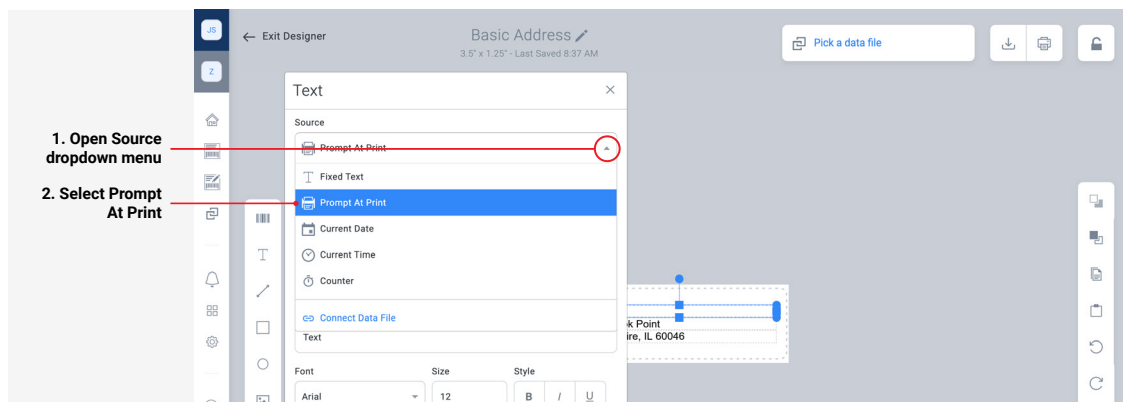 JS
Exit Designer
Basic Address
3.5" x 1.25" - Last Saved 8:37 AM
Pick a data file
Z
Text
Source
1. Open Source
dropdown menu
Prompt At Print
Fixed Text
2. Select Prompt
At Print
Prompt At Print
Current Date
Current Time
Counter
Connect Data File
Text
k Point
ire, IL 60046
Font
Size
Style
Arial
12
B
I
U